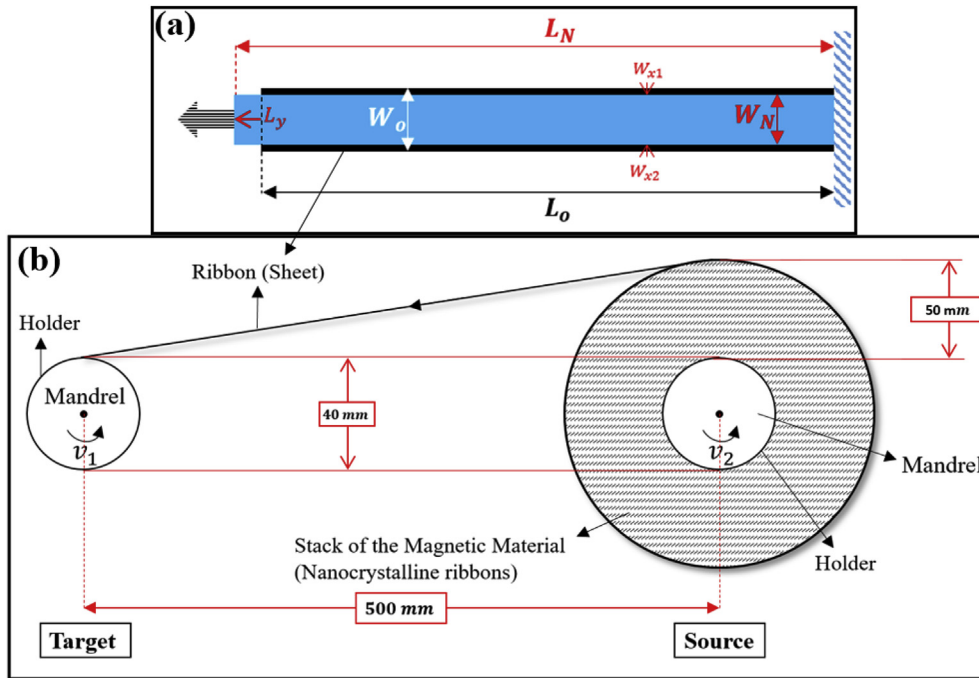 (a)
L_N
W_x1
L_y
W_o
W_N
W_x2
L_o
(b)
Ribbon (Sheet)
Holder
50 mm
Mandrel
40 mm
v_1
v_2
Mandrel
Stack of the Magnetic Material
(Nanocrystalline ribbons)
Holder
500 mm
Target
Source